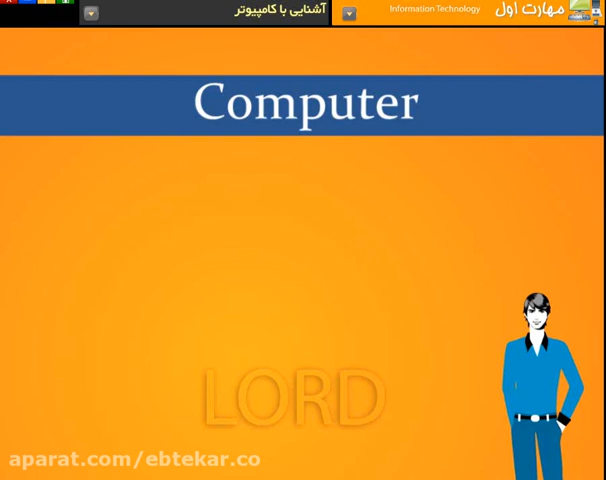 مهارت اول
Information Technology
آشنایی با کامپیوتر
Computer
LORD
aparat.com/ebtekar.co